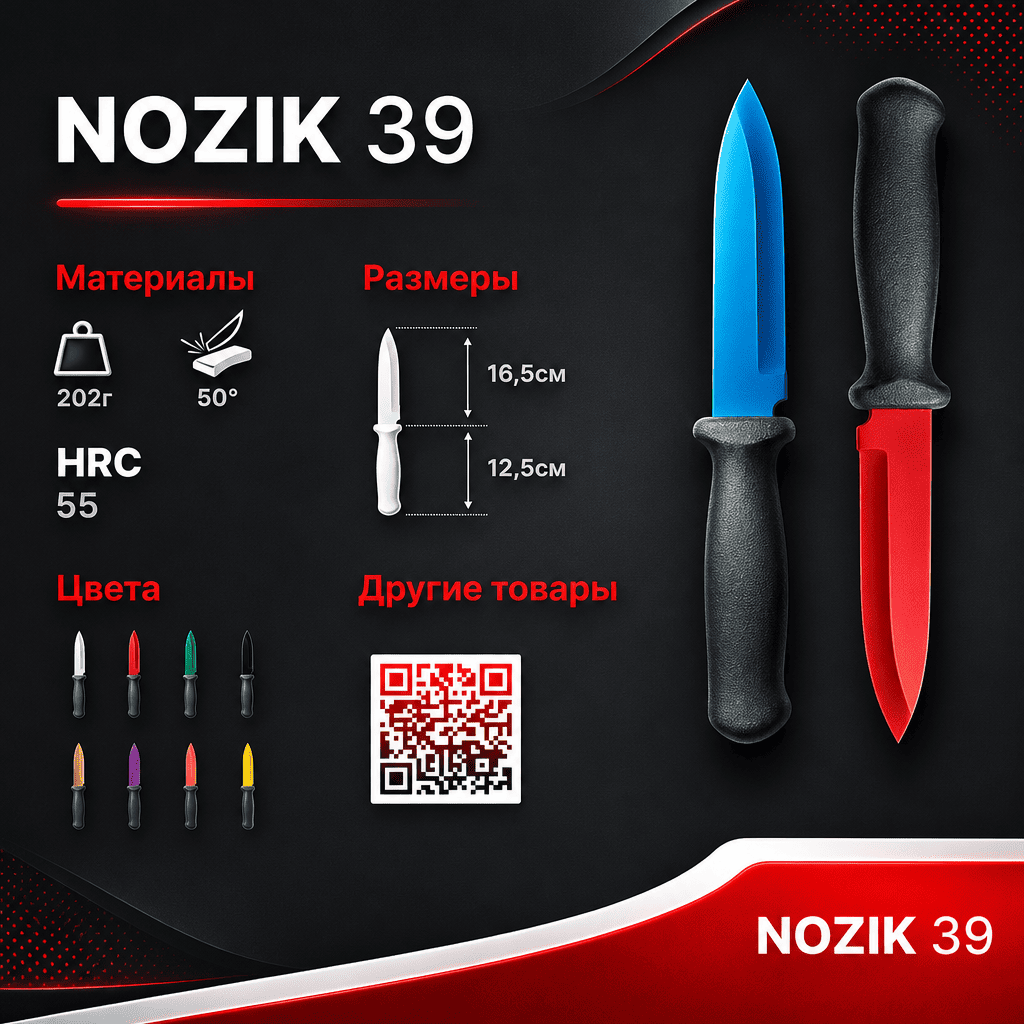 NOZIK 39
Материалы
202г
50°
HRC
55
Размеры
16,5см
12,5см
Цвета
Другие товары
NOZIK 39